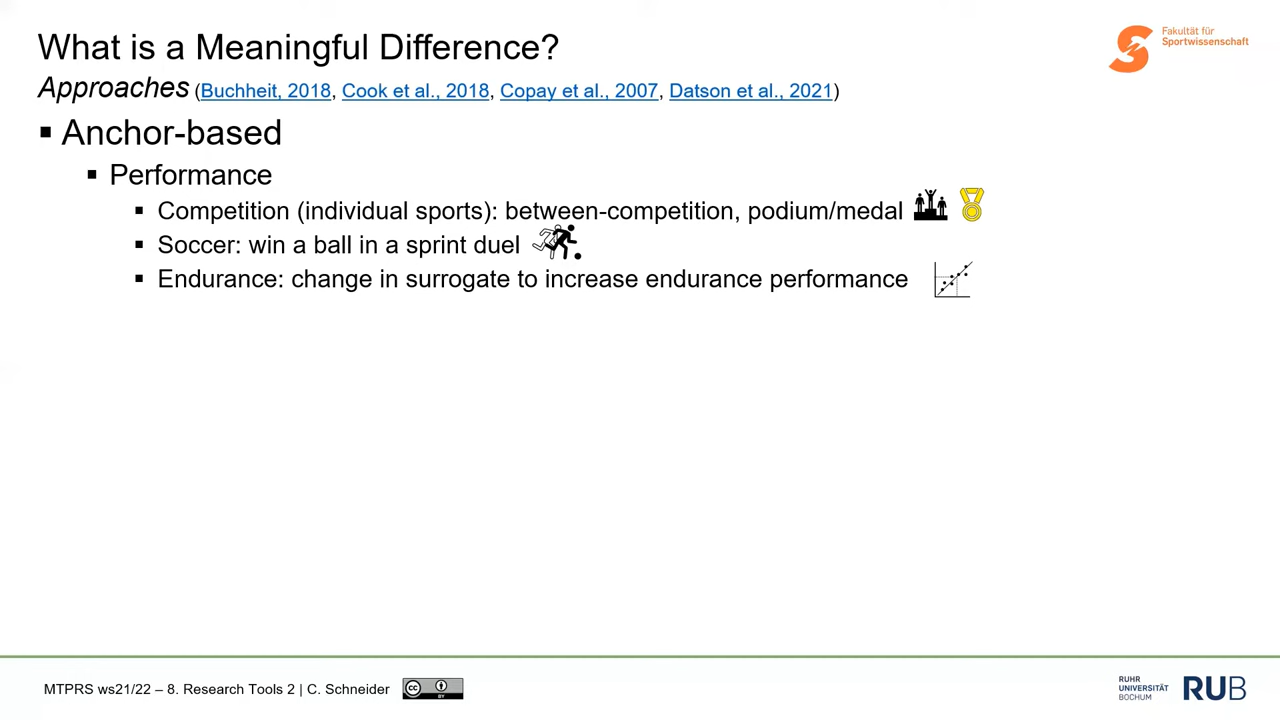 What is a Meaningful Difference?
Fakultät für
Sportwissenschaft
Approaches (Buchheit, 2018, Cook et al., 2018, Copay et al., 2007, Datson et al., 2021)
▪ Anchor-based
▪ Performance
▪ Competition (individual sports): between-competition, podium/medal
▪ Soccer: win a ball in a sprint duel
▪ Endurance: change in surrogate to increase endurance performance
MTPRS ws21/22 – 8. Research Tools 2 | C. Schneider
cc BY
RUHR
UNIVERSITÄT
BOCHUM
RUB